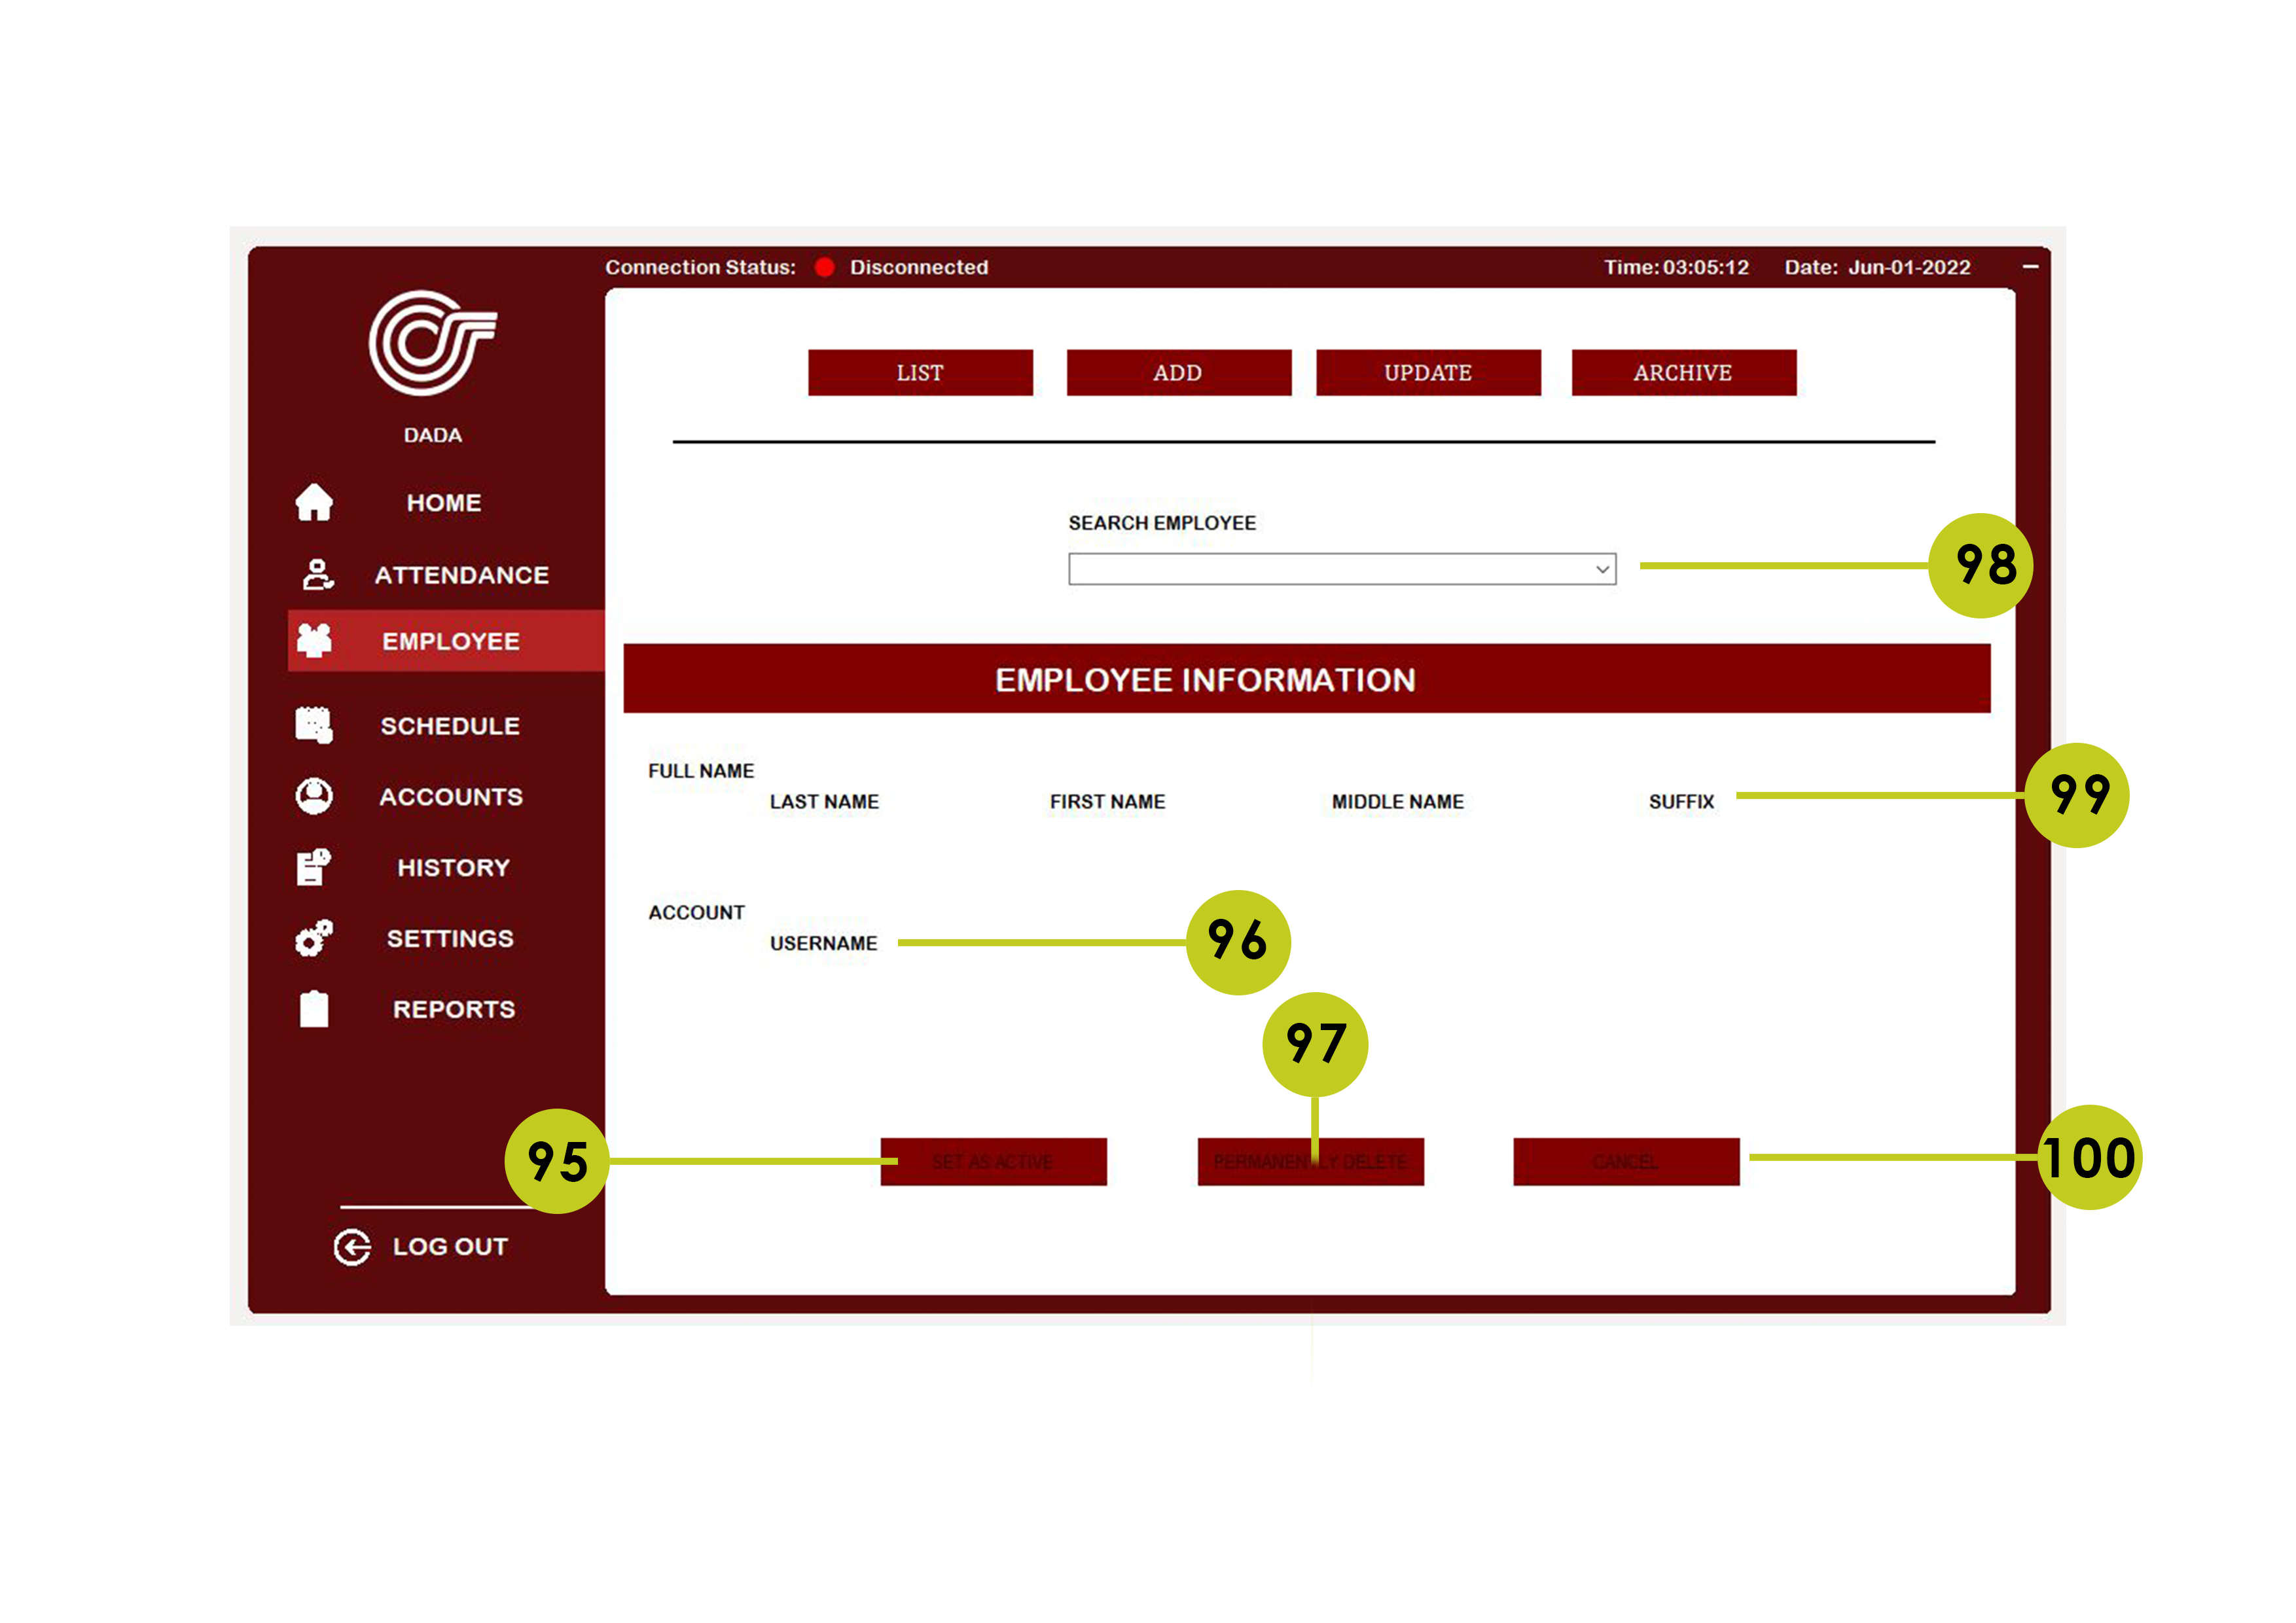 Connection Status: Disconnected Time: 03:05:12 Date: Jun-01-2022
DADA
HOME
ATTENDANCE
EMPLOYEE
SCHEDULE
ACCOUNTS
HISTORY
SETTINGS
REPORTS
LOG OUT
LIST ADD UPDATE ARCHIVE
SEARCH EMPLOYEE
98
EMPLOYEE INFORMATION
FULL NAME
LAST NAME FIRST NAME MIDDLE NAME SUFFIX
99
ACCOUNT
USERNAME
96
97
95
SET AS ACTIVE PERMANENTLY DELETE CANCEL
100